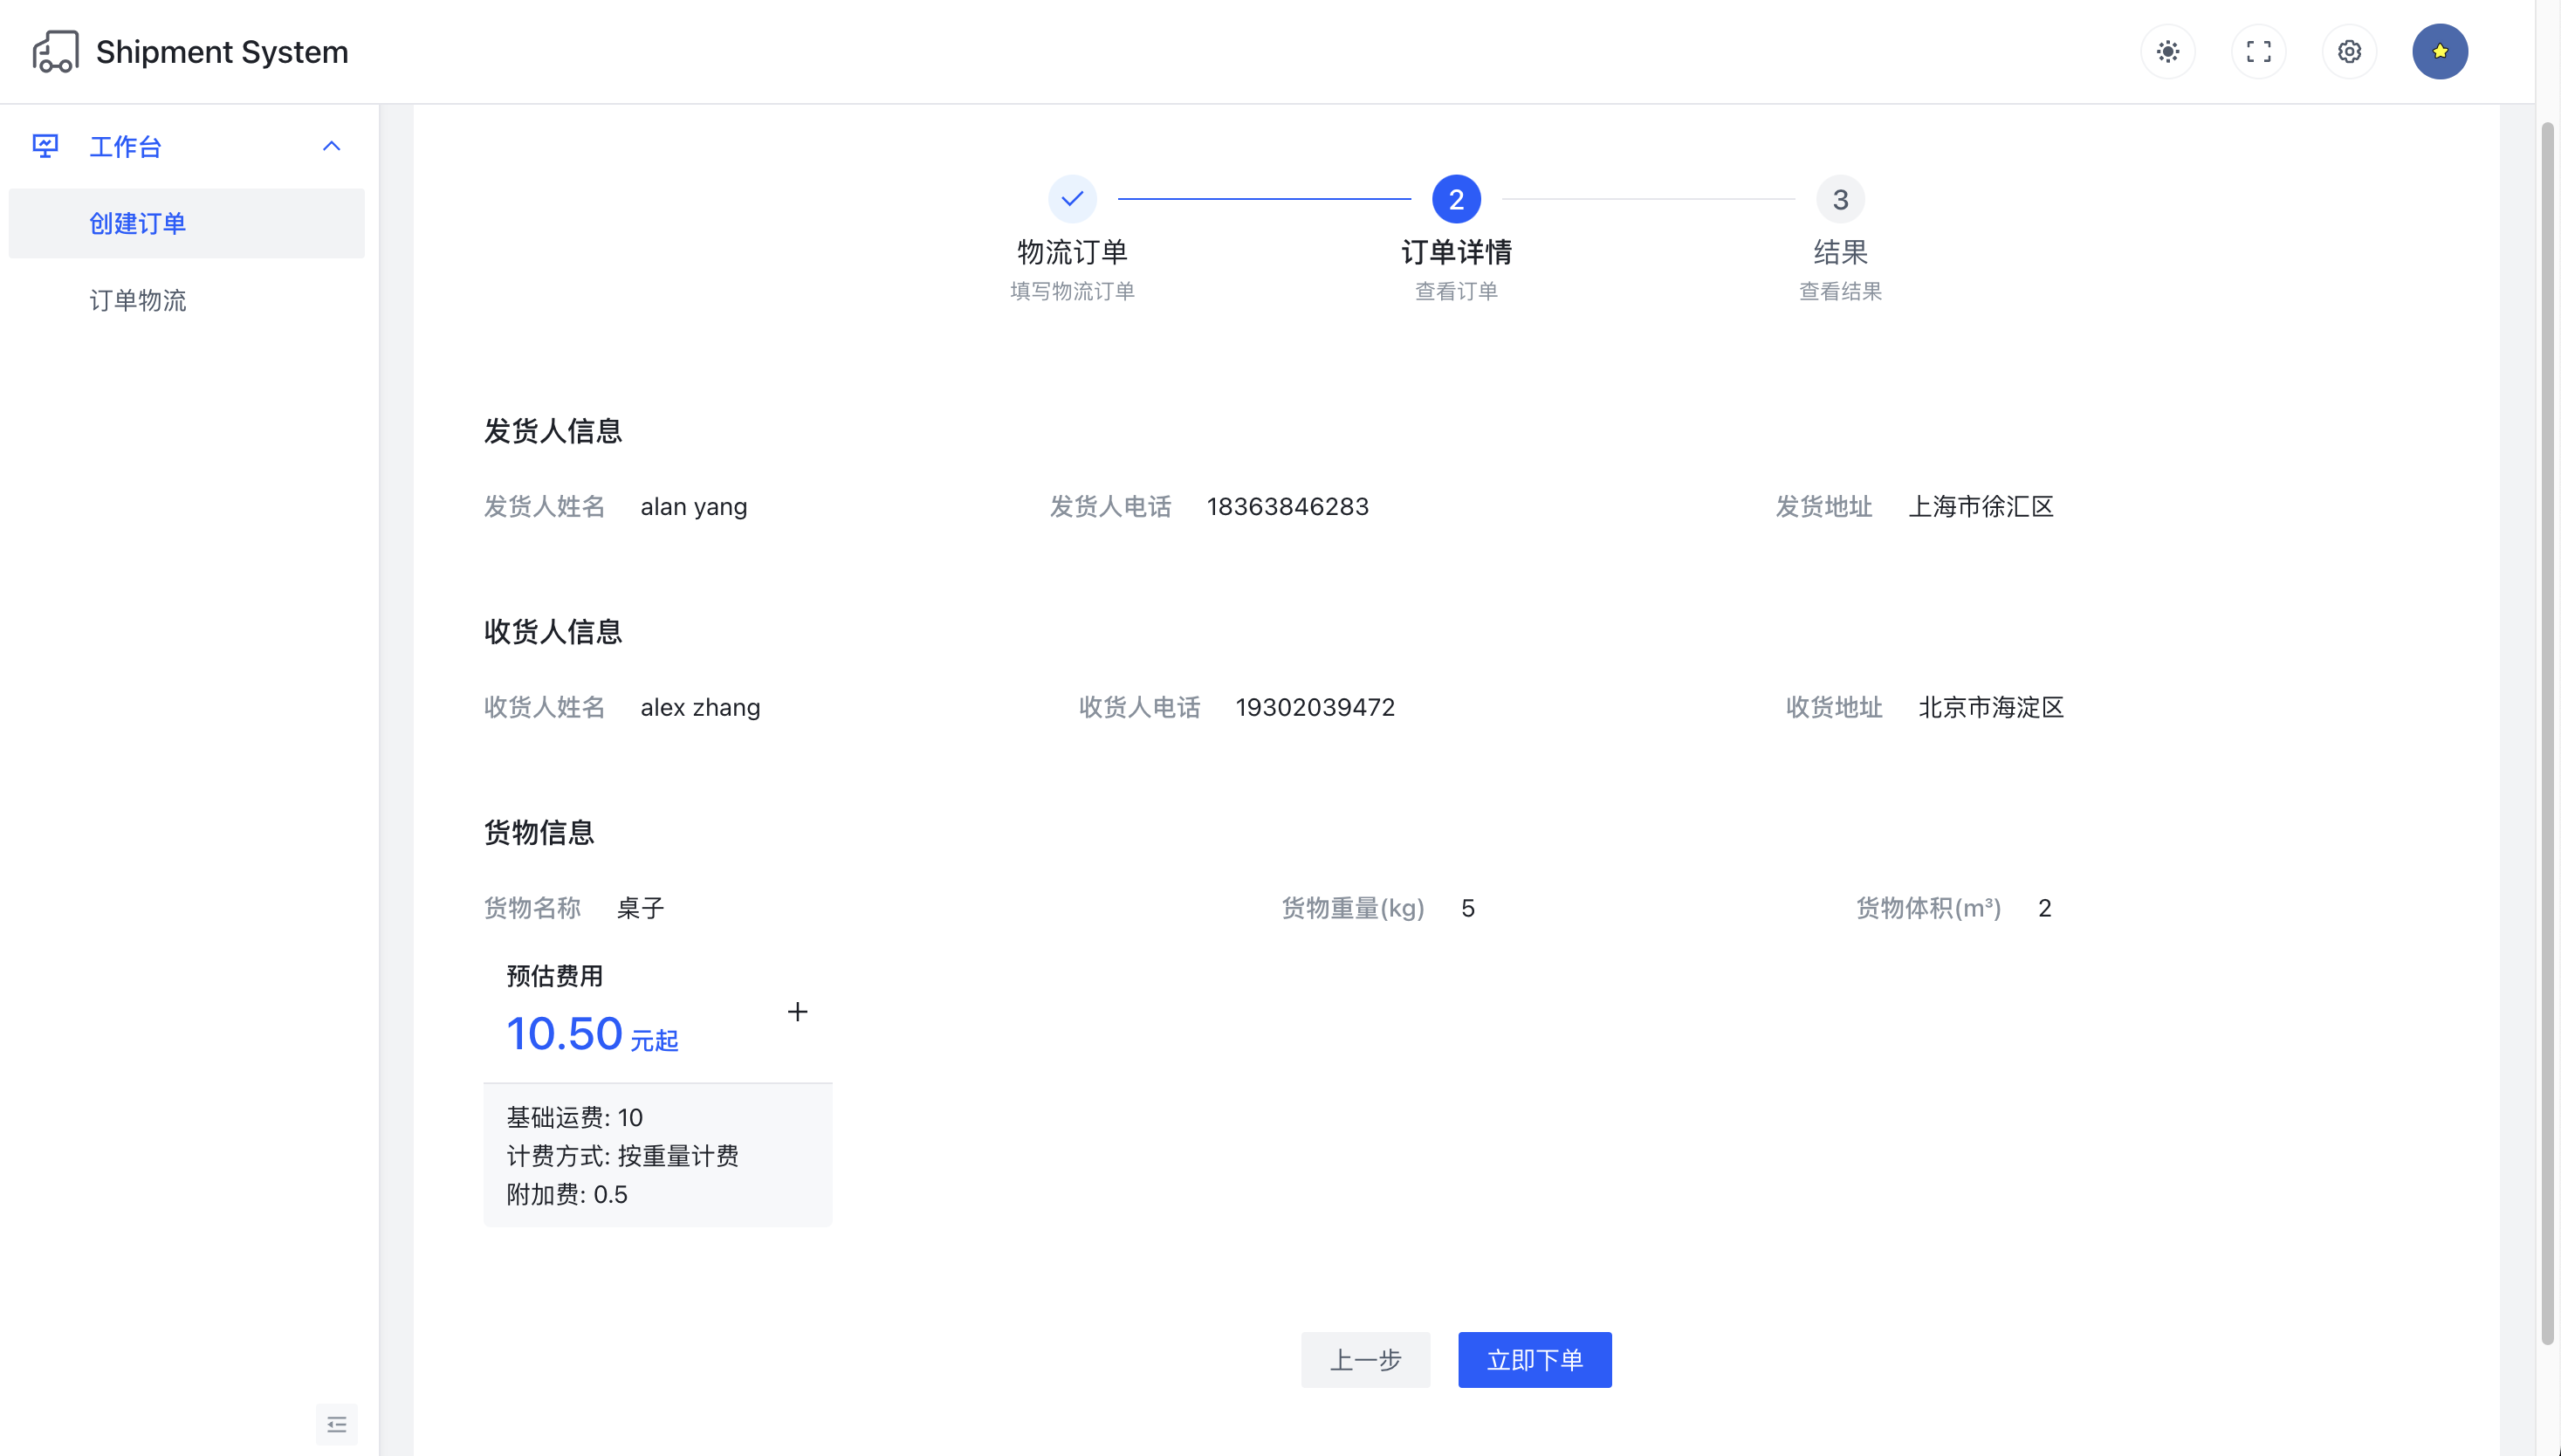 Shipment System
工作台
创建订单
订单物流
2
3
物流订单
订单详情
结果
填写物流订单
查看订单
查看结果
发货人信息
发货人姓名 alan yang 发货人电话 18363846283 发货地址 上海市徐汇区
收货人信息
收货人姓名 alex zhang 收货人电话 19302039472 收货地址 北京市海淀区
货物信息
货物名称 桌子 货物重量(kg) 5 货物体积(m³) 2
预估费用
10.50 元起
基础运费: 10
计费方式: 按重量计费
附加费: 0.5
上一步 立即下单